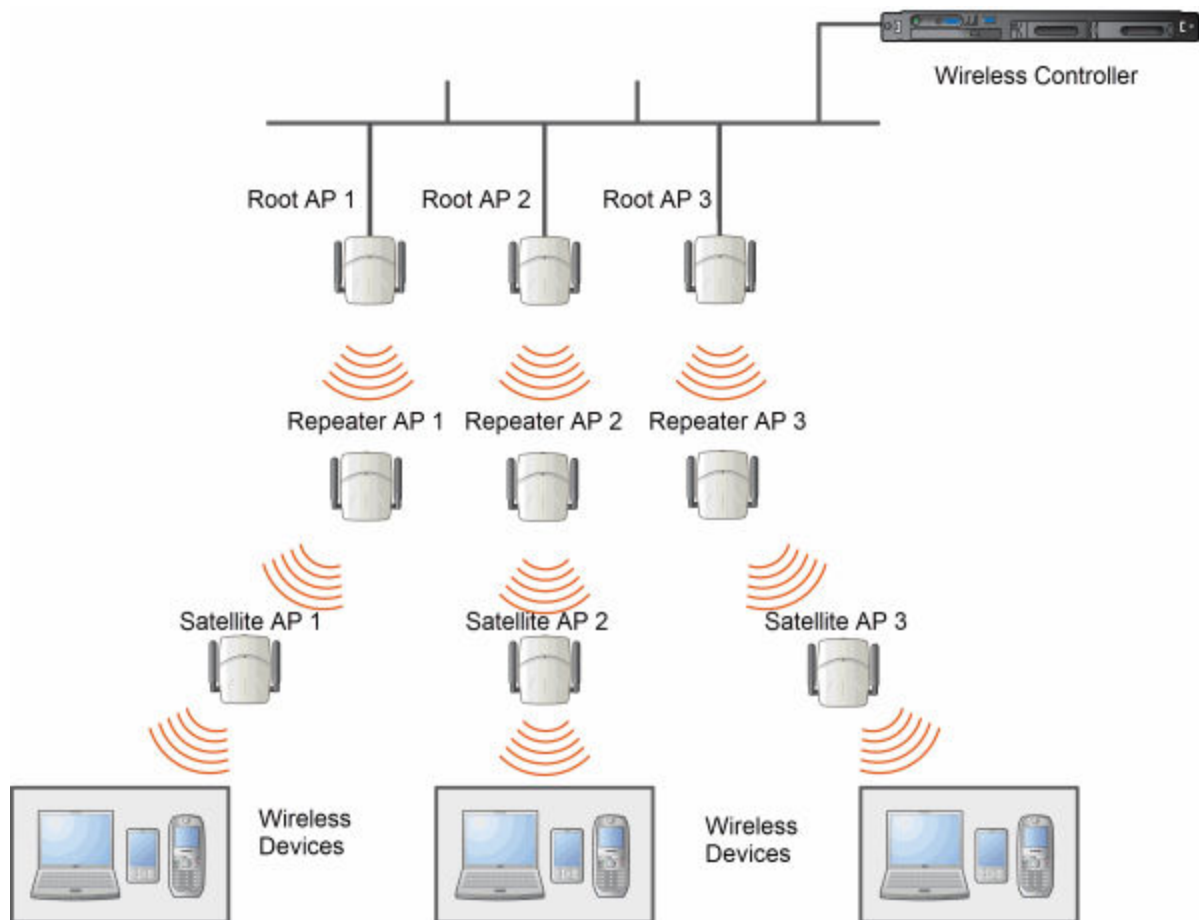 Wireless Controller
Root AP 1
Root AP 2
Root AP 3
Repeater AP 1
Repeater AP 2
Repeater AP 3
Satellite AP 1
Satellite AP 2
Satellite AP 3
Wireless
Devices
Wireless
Devices